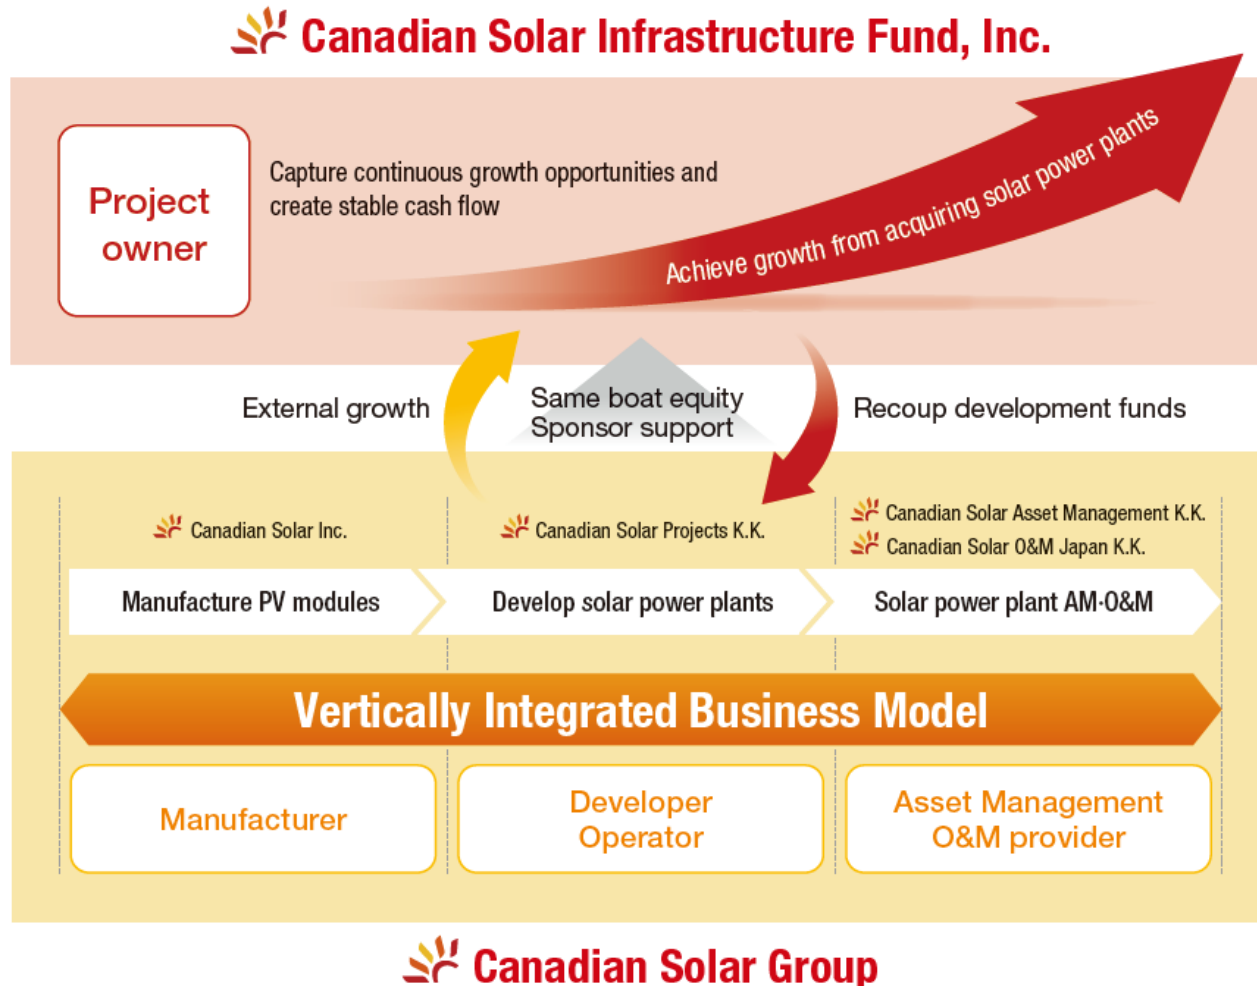 Canadian Solar Infrastructure Fund, Inc.
Project
owner
Capture continuous growth opportunities and
create stable cash flow
Achieve growth from acquiring solar power plants
External growth
Same boat equity
Sponsor support
Recoup development funds
Canadian Solar Inc.
Canadian Solar Projects K.K.
Canadian Solar Asset Management K.K.
Canadian Solar O&M Japan K.K.
Manufacture PV modules
Develop solar power plants
Solar power plant AM·O&M
Vertically Integrated Business Model
Manufacturer
Developer
Operator
Asset Management
O&M provider
Canadian Solar Group